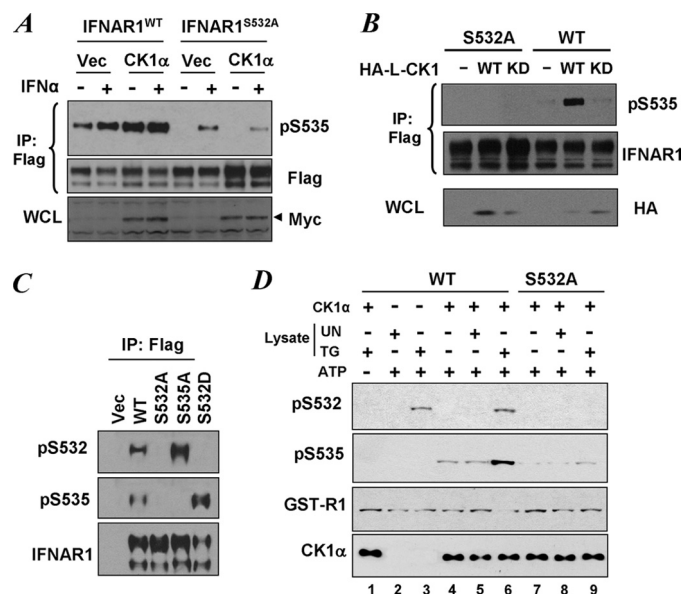 A
IFNAR1WT IFNAR1S532A
Vec CK1α Vec CK1α
IFNα - + - + - + - +
IP: Flag
pS535
Flag
WCL Myc
B
S532A WT
HA-L-CK1 - WT KD - WT KD
IP: Flag
pS535
IFNAR1
WCL HA
C
IP: Flag
Vec WT S532A S535A S532D
pS532
pS535
IFNAR1
D
WT S532A
CK1α + - - + + + + + +
Lysate
UN - + - - + - - + -
TG + - + - - + - - +
ATP - + + + + + + + +
pS532
pS535
GST-R1
CK1α
1 2 3 4 5 6 7 8 9